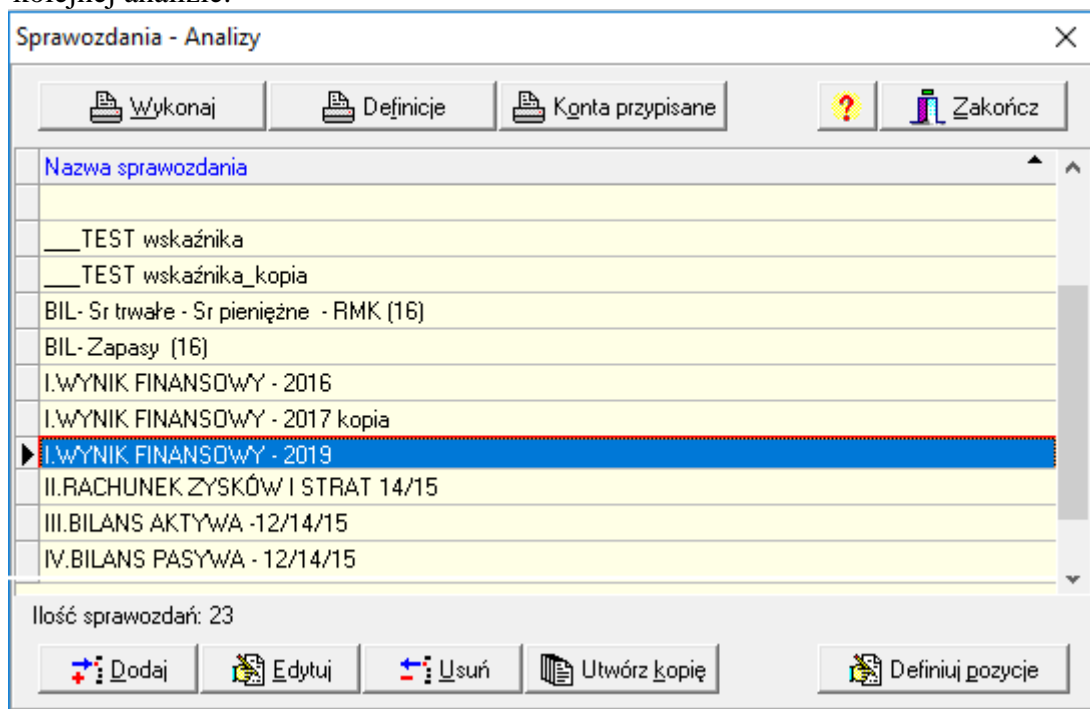 kolejnej analizie.
Sprawozdania - Analizy
Wykonaj Definicje Konta przypisane ? Zakończ
Nazwa sprawozdania
___TEST wskaźnika
___TEST wskaźnika_kopia
BIL- Sr trwałe - Sr pieniężne - RMK (16)
BIL- Zapasy (16)
I.WYNIK FINANSOWY - 2016
I.WYNIK FINANSOWY - 2017 kopia
I.WYNIK FINANSOWY - 2019
II.RACHUNEK ZYSKÓW I STRAT 14/15
III.BILANS AKTYWA -12/14/15
IV.BILANS PASYWA - 12/14/15
Ilość sprawozdań: 23
Dodaj Edytuj Usuń Utwórz kopię Definiuj pozycje